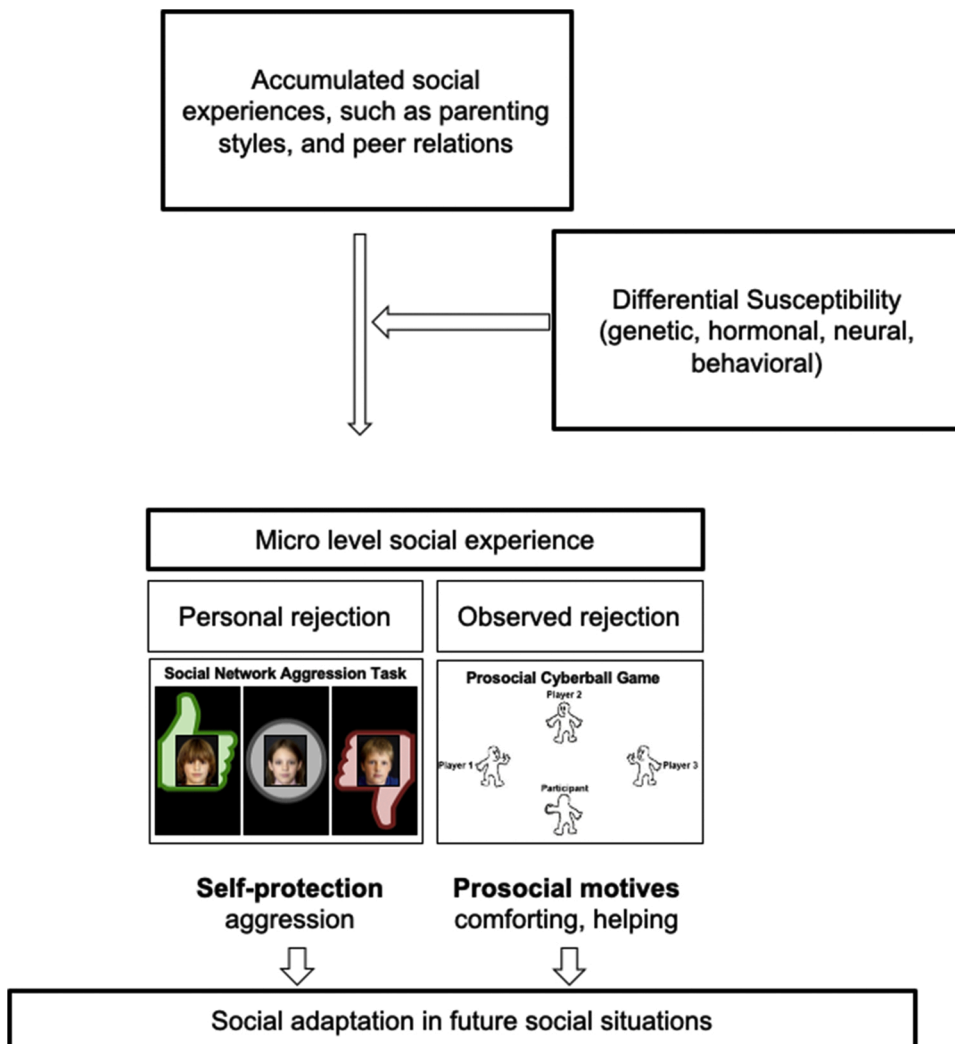 Accumulated social
experiences, such as parenting
styles, and peer relations
Differential Susceptibility
(genetic, hormonal, neural,
behavioral)
Micro level social experience
Personal rejection
Observed rejection
Social Network Aggression Task
Prosocial Cyberball Game
Player 2
Player 1
Player 3
Participant
Self-protection
aggression
Prosocial motives
comforting, helping
Social adaptation in future social situations